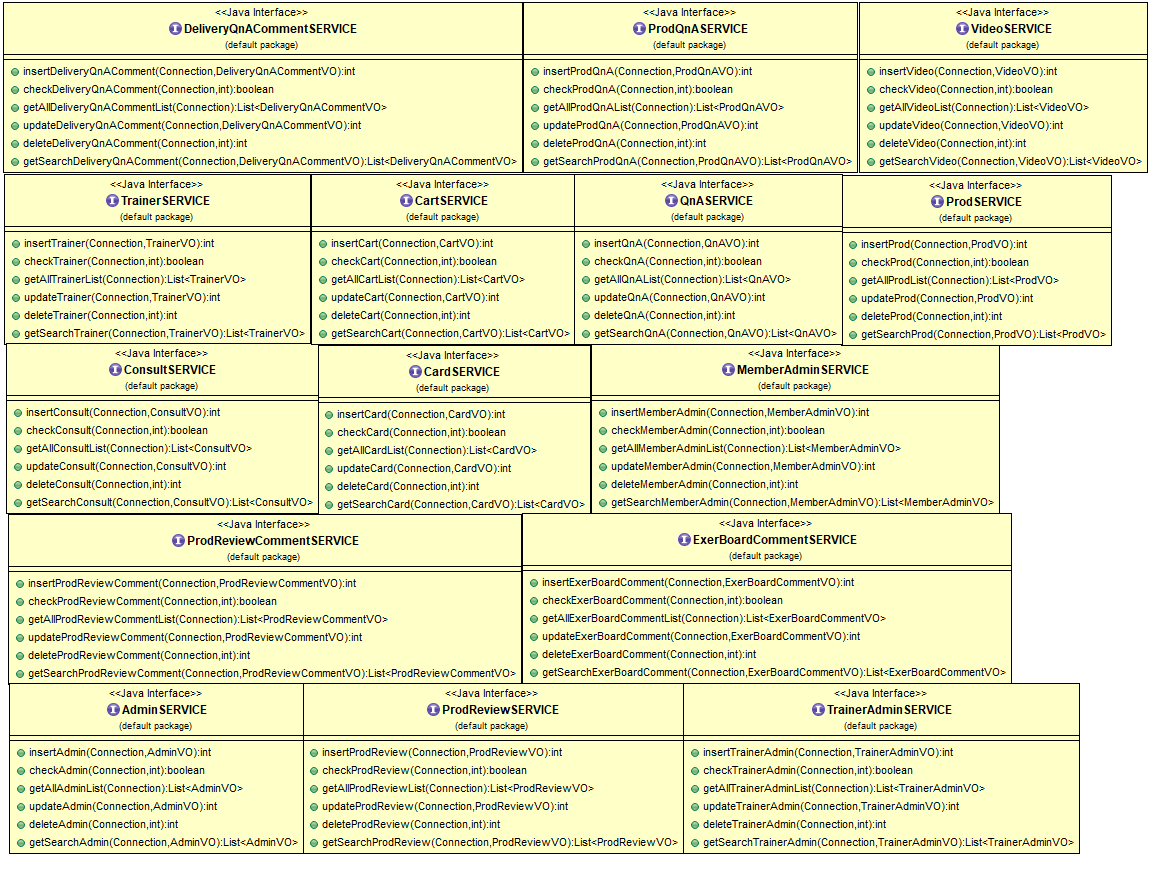 <<Java Interface>>
DeliveryQnACommentSERVICE
(default package)
insertDeliveryQnAComment(Connection,DeliveryQnACommentVO):int
checkDeliveryQnAComment(Connection,int):boolean
getAllDeliveryQnACommentList(Connection):List<DeliveryQnACommentVO>
updateDeliveryQnAComment(Connection,DeliveryQnACommentVO):int
deleteDeliveryQnAComment(Connection,int):int
getSearchDeliveryQnAComment(Connection,DeliveryQnACommentVO):List<DeliveryQnACommentVO>
<<Java Interface>>
ProdQnASERVICE
(default package)
insertProdQnA(Connection,ProdQnAVO):int
checkProdQnA(Connection,int):boolean
getAllProdQnAList(Connection):List<ProdQnAVO>
updateProdQnA(Connection,ProdQnAVO):int
deleteProdQnA(Connection,int):int
getSearchProdQnA(Connection,ProdQnAVO):List<ProdQnAVO>
<<Java Interface>>
VideoSERVICE
(default package)
insertVideo(Connection,VideoVO):int
checkVideo(Connection,int):boolean
getAllVideoList(Connection):List<VideoVO>
updateVideo(Connection,VideoVO):int
deleteVideo(Connection,int):int
getSearchVideo(Connection,VideoVO):List<VideoVO>
<<Java Interface>>
TrainerSERVICE
(default package)
insertTrainer(Connection,TrainerVO):int
checkTrainer(Connection,int):boolean
getAllTrainerList(Connection):List<TrainerVO>
updateTrainer(Connection,TrainerVO):int
deleteTrainer(Connection,int):int
getSearchTrainer(Connection,TrainerVO):List<TrainerVO>
<<Java Interface>>
CartSERVICE
(default package)
insertCart(Connection,CartVO):int
checkCart(Connection,int):boolean
getAllCartList(Connection):List<CartVO>
updateCart(Connection,CartVO):int
deleteCart(Connection,int):int
getSearchCart(Connection,CartVO):List<CartVO>
<<Java Interface>>
QnASERVICE
(default package)
insertQnA(Connection,QnAVO):int
checkQnA(Connection,int):boolean
getAllQnAList(Connection):List<QnAVO>
updateQnA(Connection,QnAVO):int
deleteQnA(Connection,int):int
getSearchQnA(Connection,QnAVO):List<QnAVO>
<<Java Interface>>
ProdSERVICE
(default package)
insertProd(Connection,ProdVO):int
checkProd(Connection,int):boolean
getAllProdList(Connection):List<ProdVO>
updateProd(Connection,ProdVO):int
deleteProd(Connection,int):int
getSearchProd(Connection,ProdVO):List<ProdVO>
<<Java Interface>>
ConsultSERVICE
(default package)
insertConsult(Connection,ConsultVO):int
checkConsult(Connection,int):boolean
getAllConsultList(Connection):List<ConsultVO>
updateConsult(Connection,ConsultVO):int
deleteConsult(Connection,int):int
getSearchConsult(Connection,ConsultVO):List<ConsultVO>
<<Java Interface>>
CardSERVICE
(default package)
insertCard(Connection,CardVO):int
checkCard(Connection,int):boolean
getAllCardList(Connection):List<CardVO>
updateCard(Connection,CardVO):int
deleteCard(Connection,int):int
getSearchCard(Connection,CardVO):List<CardVO>
<<Java Interface>>
MemberAdminSERVICE
(default package)
insertMemberAdmin(Connection,MemberAdminVO):int
checkMemberAdmin(Connection,int):boolean
getAllMemberAdminList(Connection):List<MemberAdminVO>
updateMemberAdmin(Connection,MemberAdminVO):int
deleteMemberAdmin(Connection,int):int
getSearchMemberAdmin(Connection,MemberAdminVO):List<MemberAdminVO>
<<Java Interface>>
ProdReviewCommentSERVICE
(default package)
insertProdReviewComment(Connection,ProdReviewCommentVO):int
checkProdReviewComment(Connection,int):boolean
getAllProdReviewCommentList(Connection):List<ProdReviewCommentVO>
updateProdReviewComment(Connection,ProdReviewCommentVO):int
deleteProdReviewComment(Connection,int):int
getSearchProdReviewComment(Connection,ProdReviewCommentVO):List<ProdReviewCommentVO>
<<Java Interface>>
ExerBoardCommentSERVICE
(default package)
insertExerBoardComment(Connection,ExerBoardCommentVO):int
checkExerBoardComment(Connection,int):boolean
getAllExerBoardCommentList(Connection):List<ExerBoardCommentVO>
updateExerBoardComment(Connection,ExerBoardCommentVO):int
deleteExerBoardComment(Connection,int):int
getSearchExerBoardComment(Connection,ExerBoardCommentVO):List<ExerBoardCommentVO>
<<Java Interface>>
AdminSERVICE
(default package)
insertAdmin(Connection,AdminVO):int
checkAdmin(Connection,int):boolean
getAllAdminList(Connection):List<AdminVO>
updateAdmin(Connection,AdminVO):int
deleteAdmin(Connection,int):int
getSearchAdmin(Connection,AdminVO):List<AdminVO>
<<Java Interface>>
ProdReviewSERVICE
(default package)
insertProdReview(Connection,ProdReviewVO):int
checkProdReview(Connection,int):boolean
getAllProdReviewList(Connection):List<ProdReviewVO>
updateProdReview(Connection,ProdReviewVO):int
deleteProdReview(Connection,int):int
getSearchProdReview(Connection,ProdReviewVO):List<ProdReviewVO>
<<Java Interface>>
TrainerAdminSERVICE
(default package)
insertTrainerAdmin(Connection,TrainerAdminVO):int
checkTrainerAdmin(Connection,int):boolean
getAllTrainerAdminList(Connection):List<TrainerAdminVO>
updateTrainerAdmin(Connection,TrainerAdminVO):int
deleteTrainerAdmin(Connection,int):int
getSearchTrainerAdmin(Connection,TrainerAdminVO):List<TrainerAdminVO>